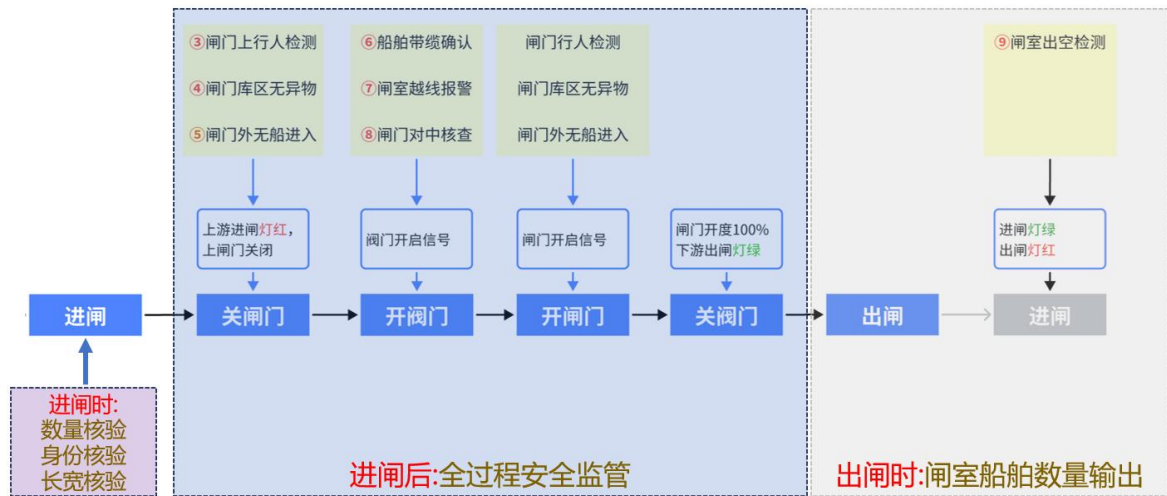 ③闸门上行人检测
④闸门库区无异物
⑤闸门外无船进入
⑥船舶带缆确认
⑦闸室越线报警
⑧闸门对中核查
闸门行人检测
闸门库区无异物
闸门外无船进入
⑨闸室出空检测
上游进闸灯红，
上闸门关闭
阀门开启信号
闸门开启信号
闸门开度100%
下游出闸灯绿
进闸灯绿
出闸灯红
进闸
关闸门
开阀门
开闸门
关阀门
出闸
进闸
进闸时:
数量核验
身份核验
长宽核验
进闸后:全过程安全监管
出闸时:闸室船舶数量输出